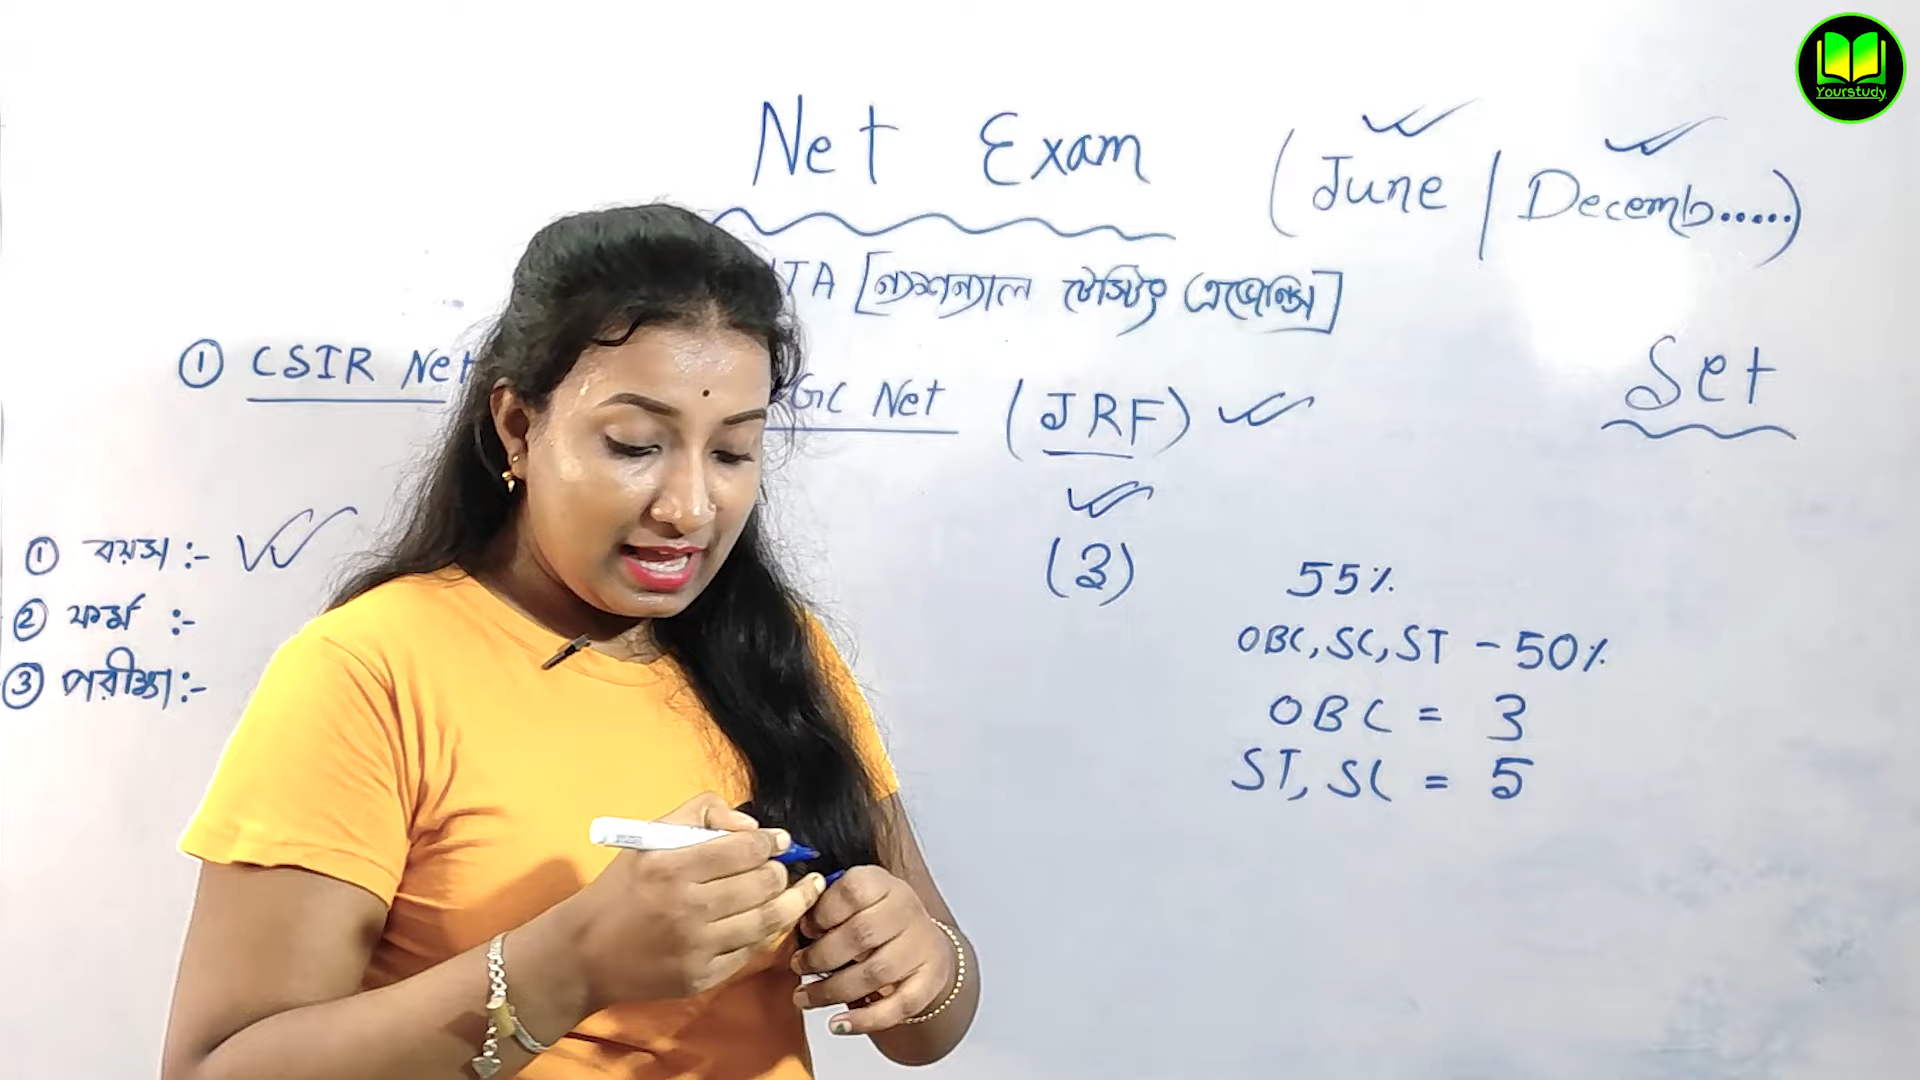 Yourstudy
Net Exam (June / Decemb.....)
TA [ন্যাশন্যাল টেস্টিং এজেন্সি]
① CSIR Net GC Net (JRF)
Set
(3)
① বয়স :-
② ফর্ম :-
③ পরীক্ষা :-
55%
OBC, SC, ST - 50%
OBC = 3
ST, SC = 5